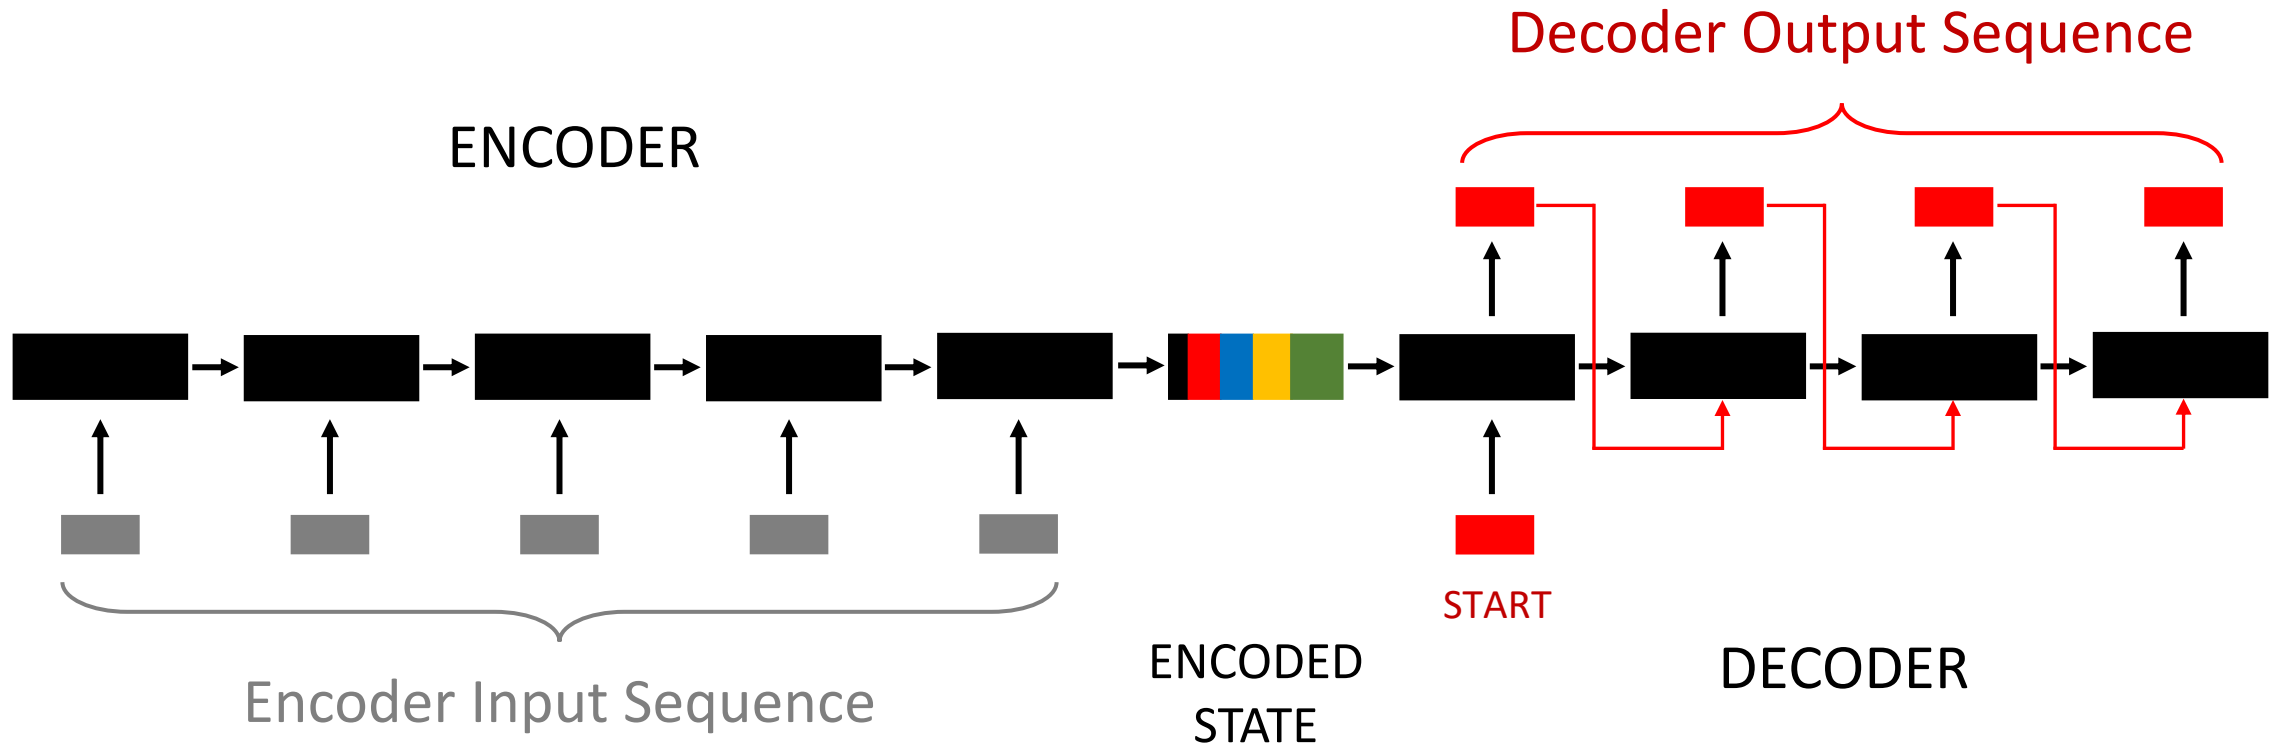 Decoder Output Sequence
ENCODER
START
ENCODED
STATE
DECODER
Encoder Input Sequence